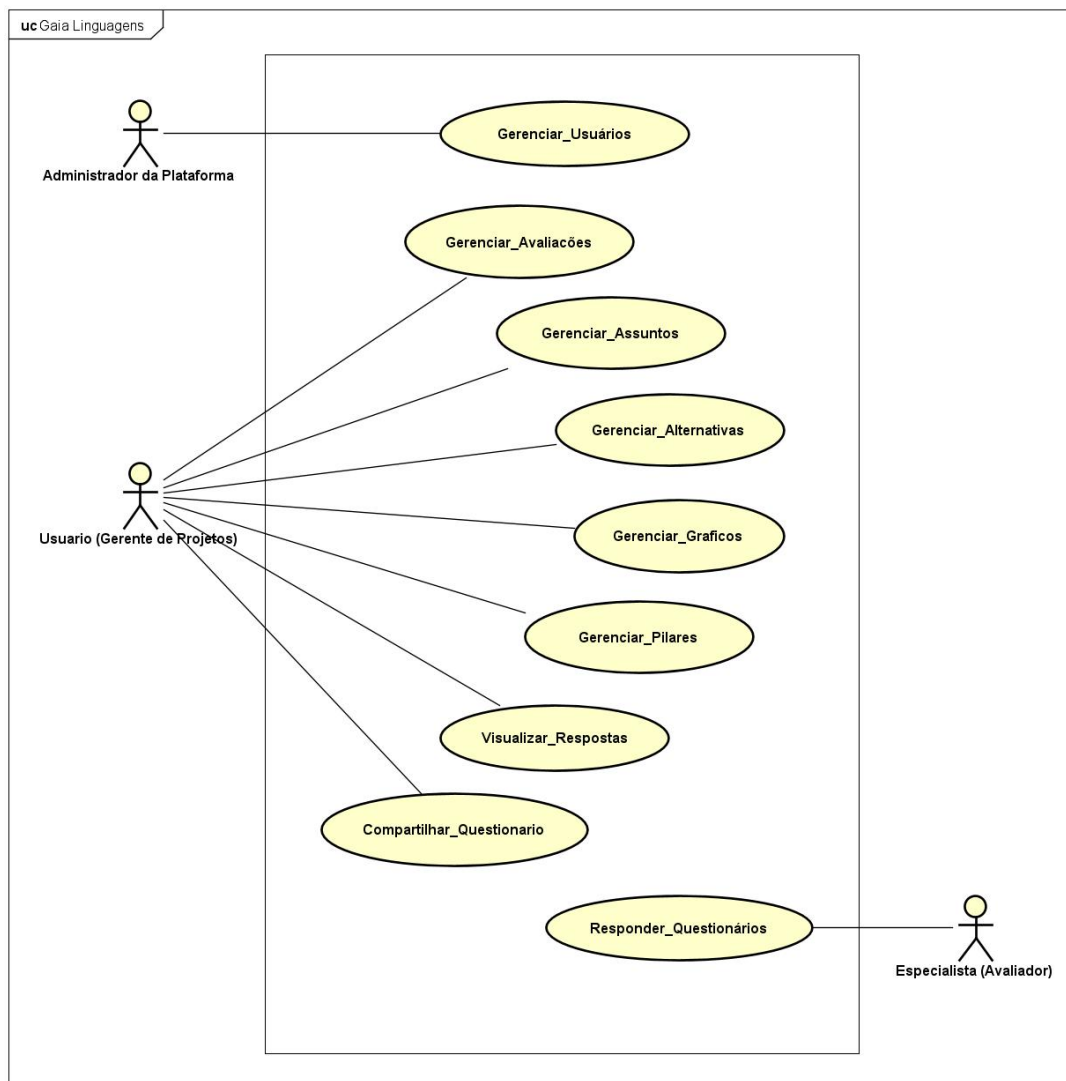 uc Gaia Linguagens
Gerenciar_Usuários
Administrador da Plataforma
Gerenciar_Avaliacões
Gerenciar_Assuntos
Gerenciar_Alternativas
Usuario (Gerente de Projetos)
Gerenciar_Graficos
Gerenciar_Pilares
Visualizar_Respostas
Compartilhar_Questionario
Responder_Questionários
Especialista (Avaliador)